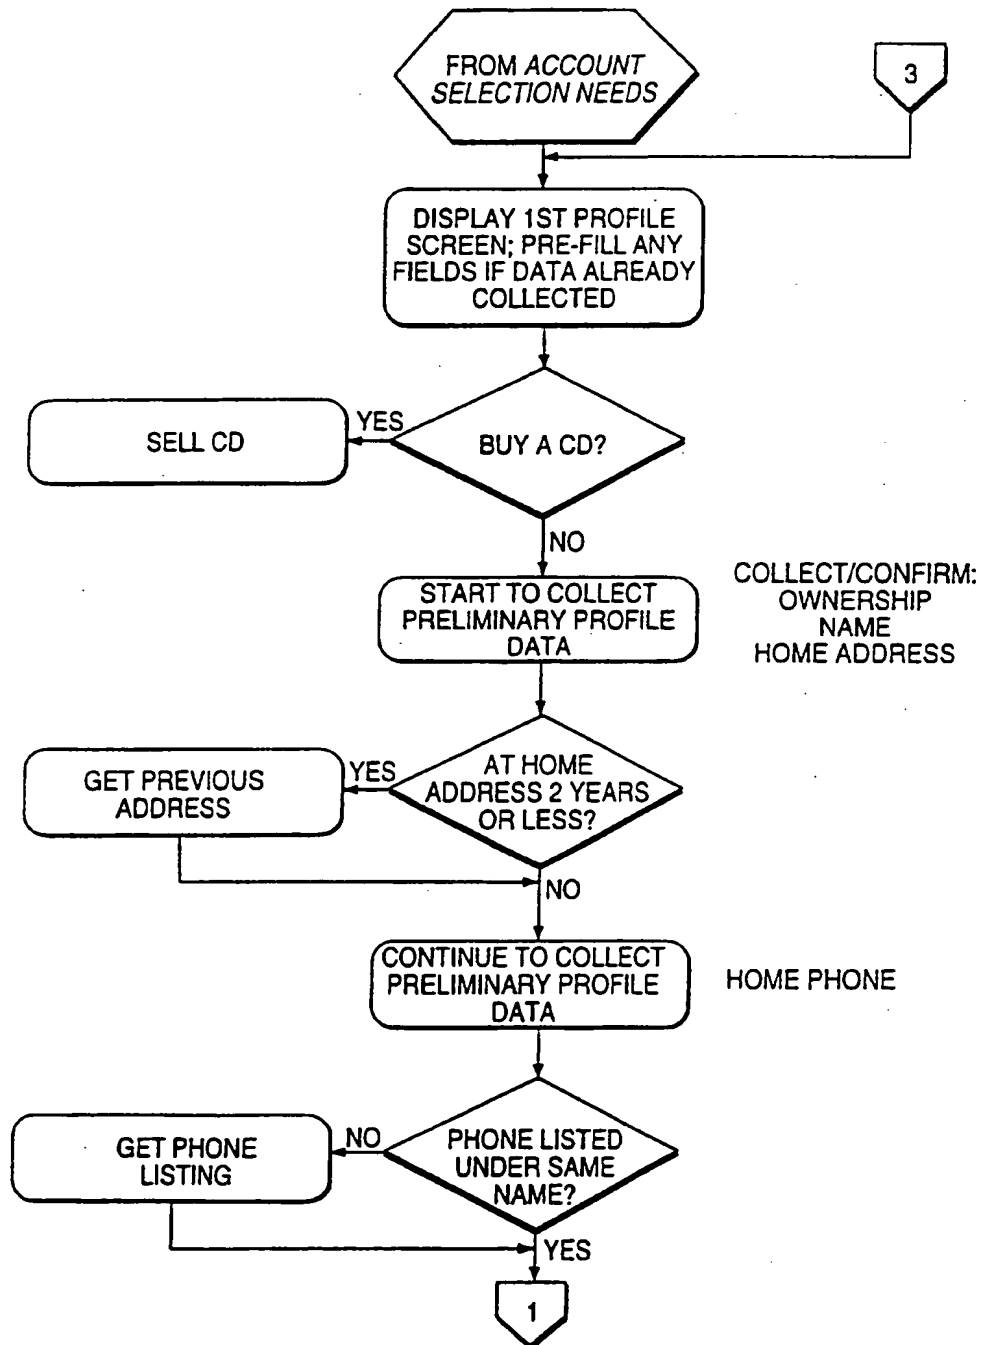 FROM ACCOUNT
SELECTION NEEDS
3
DISPLAY 1ST PROFILE
SCREEN; PRE-FILL ANY
FIELDS IF DATA ALREADY
COLLECTED
SELL CD
YES
BUY A CD?
NO
START TO COLLECT
PRELIMINARY PROFILE
DATA
COLLECT/CONFIRM:
OWNERSHIP
NAME
HOME ADDRESS
GET PREVIOUS
ADDRESS
YES
AT HOME
ADDRESS 2 YEARS
OR LESS?
NO
CONTINUE TO COLLECT
PRELIMINARY PROFILE
DATA
HOME PHONE
GET PHONE
LISTING
NO
PHONE LISTED
UNDER SAME
NAME?
YES
1